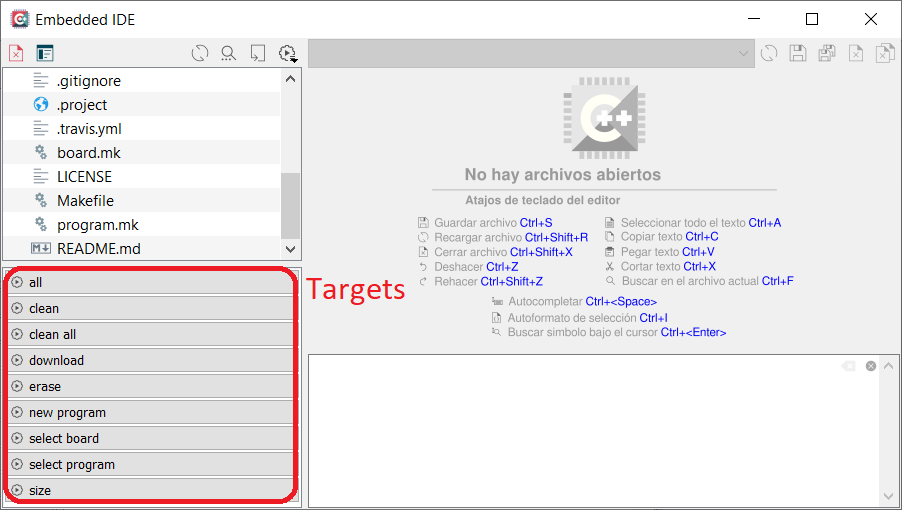 Embedded IDE
.gitignore
.project
.travis.yml
board.mk
LICENSE
Makefile
program.mk
README.md
all
clean
clean all
download
erase
new program
select board
select program
size
Targets
C++
No hay archivos abiertos
Atajos de teclado del editor
Guardar archivo Ctrl+S
Recargar archivo Ctrl+Shift+R
Cerrar archivo Ctrl+Shift+X
Deshacer Ctrl+Z
Rehacer Ctrl+Shift+Z
Seleccionar todo el texto Ctrl+A
Copiar texto Ctrl+C
Pegar texto Ctrl+V
Cortar texto Ctrl+X
Buscar en el archivo actual Ctrl+F
Autocompletar Ctrl+<Space>
Autoformato de selección Ctrl+I
Buscar simbolo bajo el cursor Ctrl+<Enter>